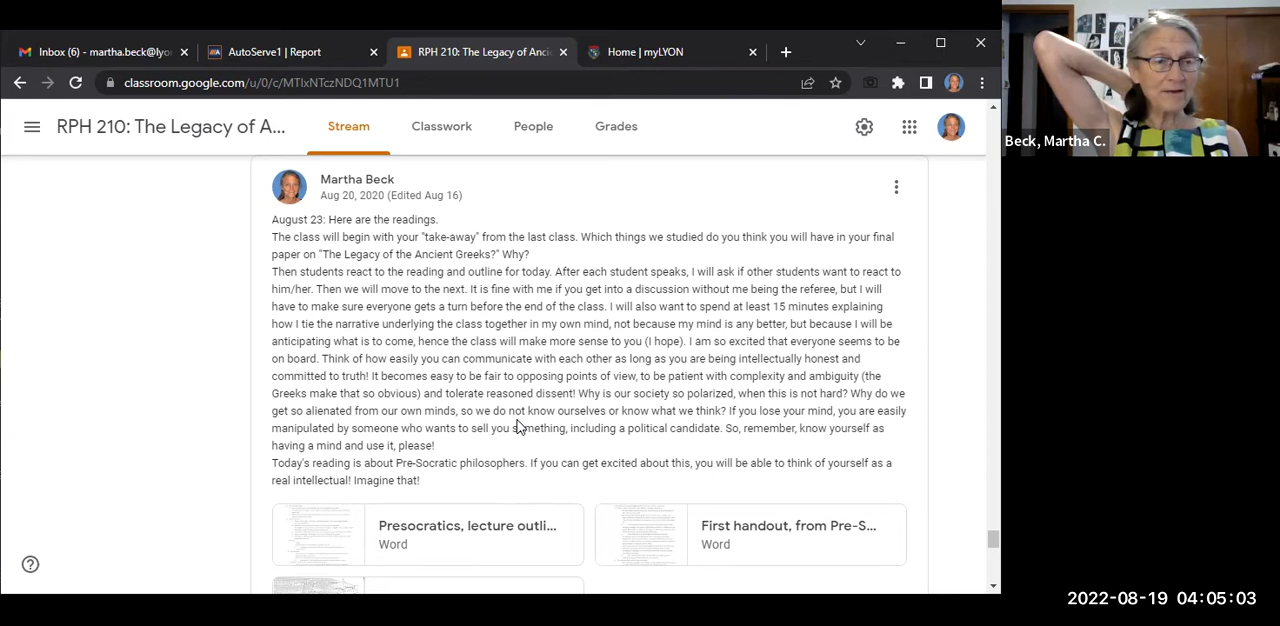 Inbox (6) - martha.beck@lyo
AutoServe1 | Report
RPH 210: The Legacy of Anci
Home | myLYON
classroom.google.com/u/0/c/MTIxNTczNDQ1MTU1
RPH 210: The Legacy of A...
Stream
Classwork
People
Grades
Beck, Martha C.
Martha Beck
Aug 20, 2020 (Edited Aug 16)
August 23: Here are the readings.
The class will begin with your "take-away" from the last class. Which things we studied do you think you will have in your final
paper on "The Legacy of the Ancient Greeks?" Why?
Then students react to the reading and outline for today. After each student speaks, I will ask if other students want to react to
him/her. Then we will move to the next. It is fine with me if you get into a discussion without me being the referee, but I will
have to make sure everyone gets a turn before the end of the class. I will also want to spend at least 15 minutes explaining
how I tie the narrative underlying the class together in my own mind, not because my mind is any better, but because I will be
anticipating what is to come, hence the class will make more sense to you (I hope). I am so excited that everyone seems to be
on board. Think of how easily you can communicate with each other as long as you are being intellectually honest and
committed to truth! It becomes easy to be fair to opposing points of view, to be patient with complexity and ambiguity (the
Greeks make that so obvious) and tolerate reasoned dissent! Why is our society so polarized, when this is not hard? Why do we
get so alienated from our own minds, so we do not know ourselves or know what we think? If you lose your mind, you are easily
manipulated by someone who wants to sell you something, including a political candidate. So, remember, know yourself as
having a mind and use it, please!
Today's reading is about Pre-Socratic philosophers. If you can get excited about this, you will be able to think of yourself as a
real intellectual! Imagine that!
Presocratics, lecture outli...
Word
First handout, from Pre-S...
Word
2022-08-19 04:05:03